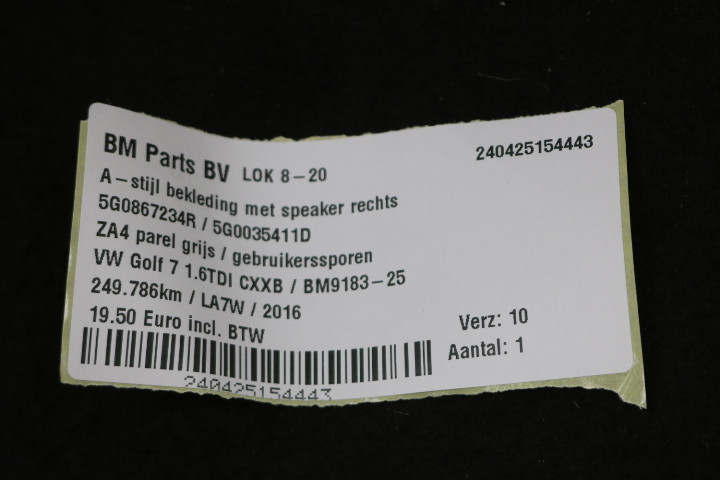 BM Parts BV LOK 8-20
240425154443
A-stijl bekleding met speaker rechts
5G0867234R / 5G0035411D
ZA4 parel grijs / gebruikerssporen
VW Golf 7 1.6TDI CXXB / BM9183-25
249.786km / LA7W / 2016
19.50 Euro incl. BTW
Verz: 10
Aantal: 1
240425154443